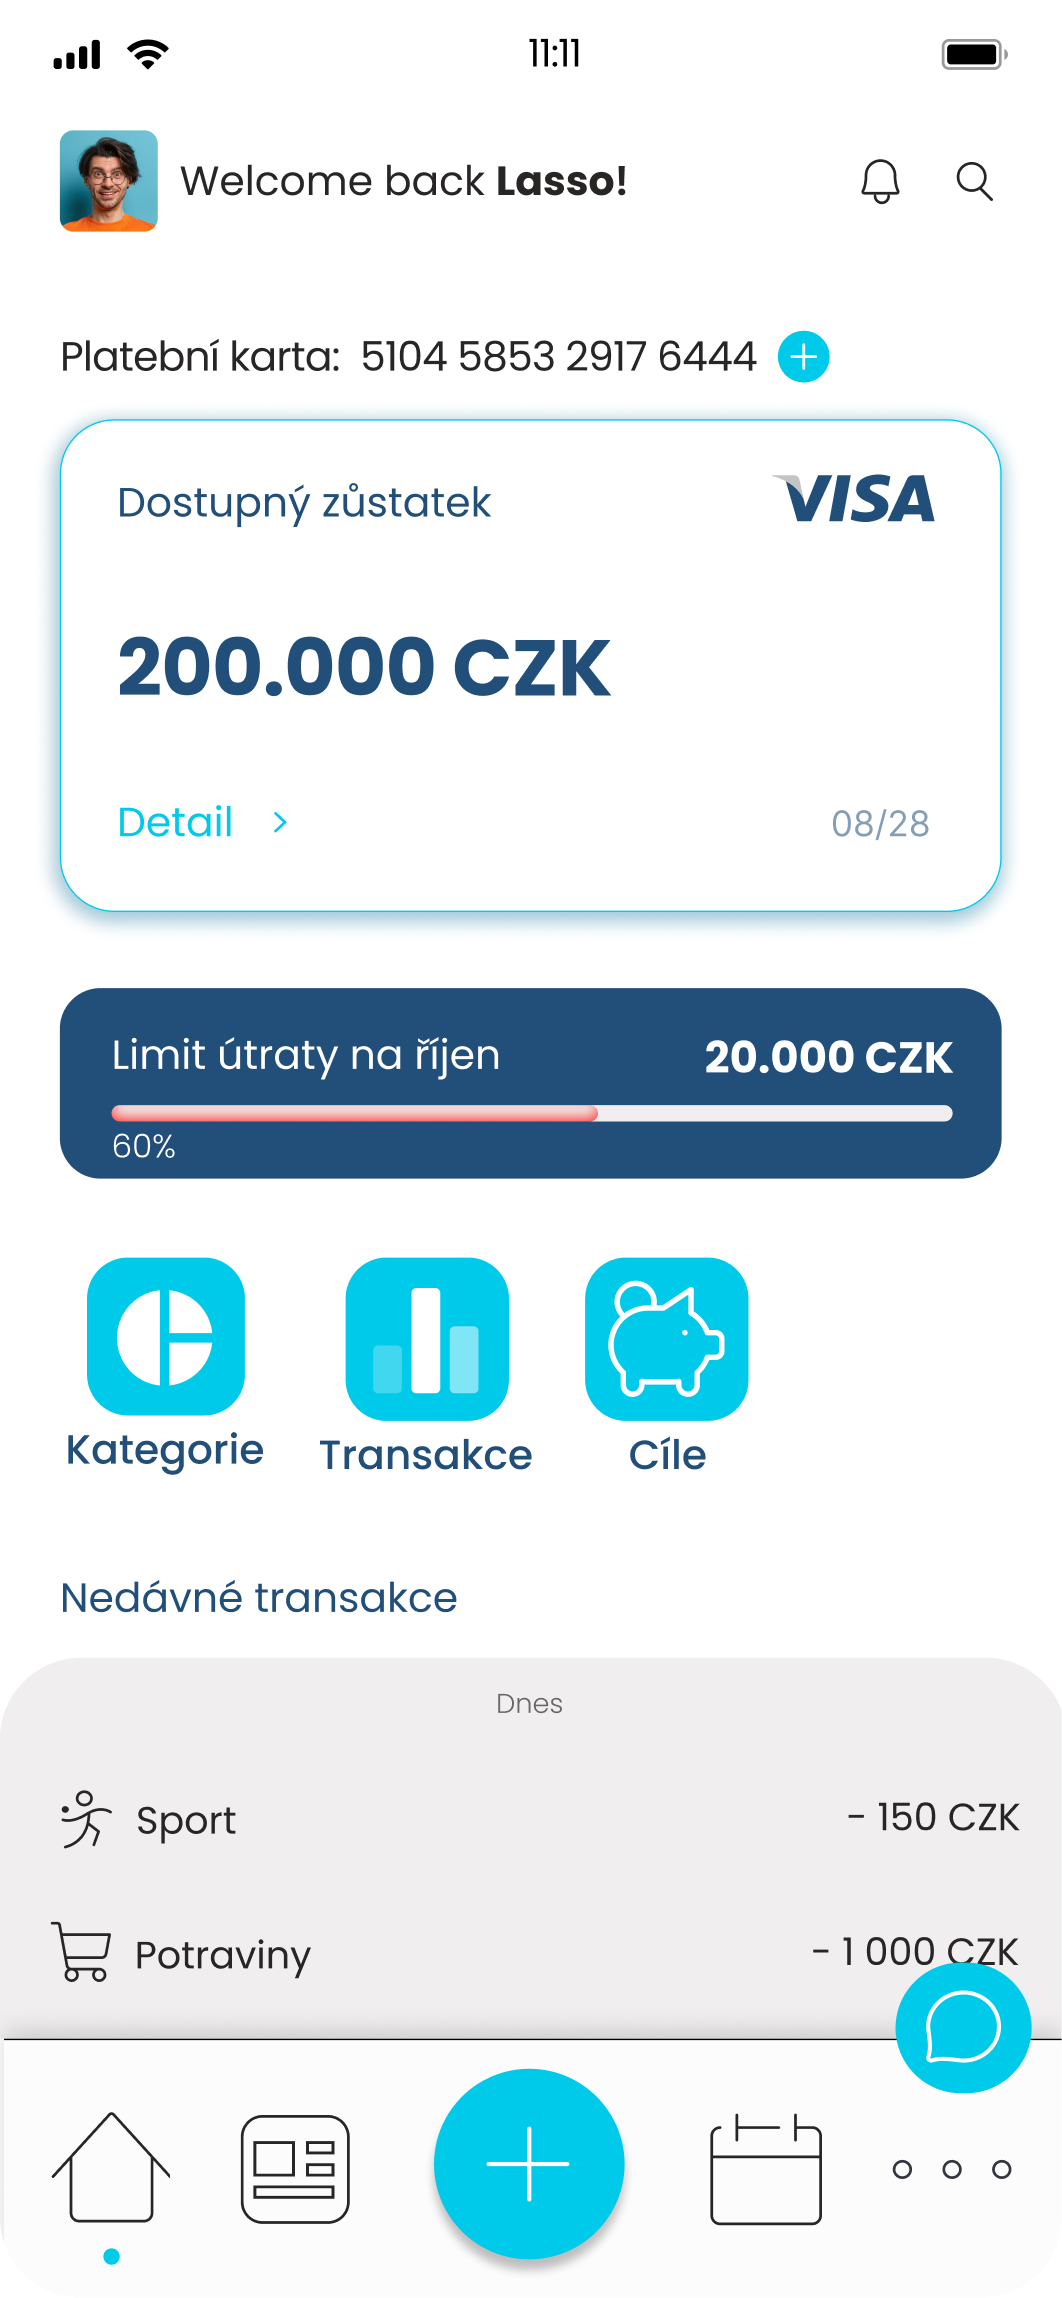 11:11
Welcome back Lasso!
Platební karta: 5104 5853 2917 6444
Dostupný zůstatek
VISA
200.000 CZK
Detail >
08/28
Limit útraty na říjen
20.000 CZK
60%
Kategorie
Transakce
Cíle
Nedávné transakce
Dnes
Sport
- 150 CZK
Potraviny
- 1 000 CZK